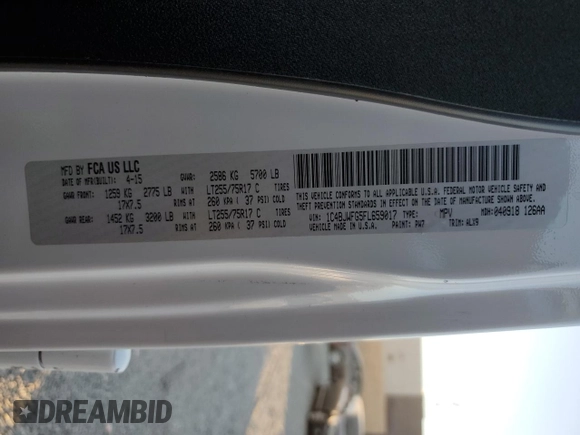 MFD BY FCA US LLC
DATE OF MFR(BUILT): 4-15 GVWR: 2586 KG 5700 LB
GAWR FRONT: 1259 KG 2775 LB WITH LT255/75R17 C TIRES
17X7.5 RIMS AT 260 KPA ( 37 PSI) COLD
GAWR REAR: 1452 KG 3200 LB WITH LT255/75R17 C TIRES
17X7.5 RIMS AT 260 KPA ( 37 PSI) COLD
THIS VEHICLE CONFORMS TO ALL APPLICABLE
U.S.A. FEDERAL MOTOR VEHICLE SAFETY, BUMPER AND
THEFT PREVENTION STANDARDS IN EFFECT ON THE DATE OF MANUFACTURE SHOWN ABOVE.
VIN: 1C4BJWFG5FL659017 TYPE: MPV MDH: 040918 126AA
VEHICLE MADE IN U.S.A. PAINT: PW7 TRIM: ALX9
DREAMBID